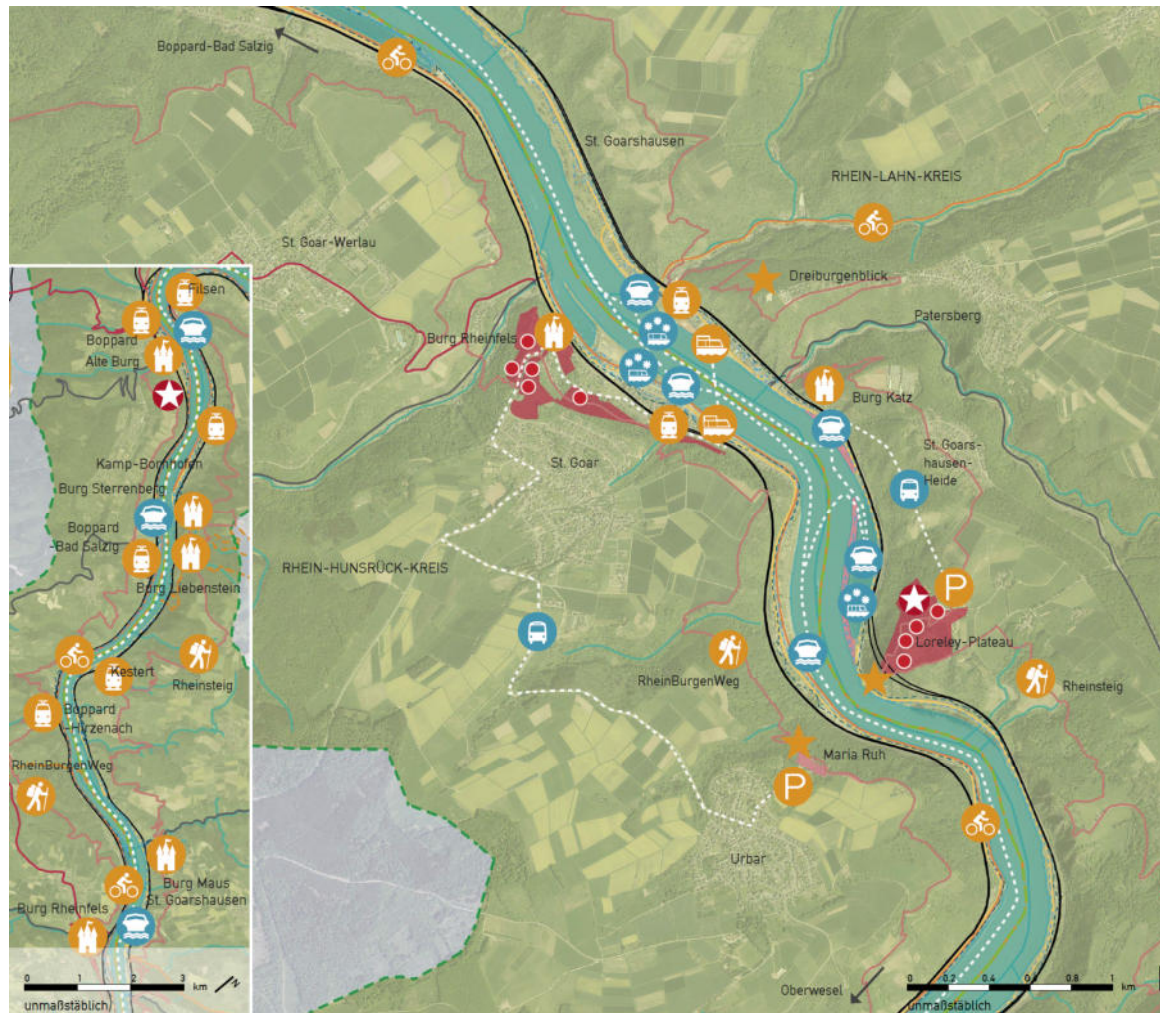 Boppard-Bad Salzig
St. Goarshausen
RHEIN-LAHN-KREIS
St. Goar-Werlau
Dreiburgenblick
Patersberg
Burg Rheinfels
Burg Katz
St. Goars-
hausen-
Heide
St. Goar
RHEIN-HUNSRÜCK-KREIS
P
Loreley-Plateau
RheinBurgenWeg
Rheinsteig
Maria Ruh
P
Urbar
Oberwesel
0 0.2 0.4 0.6 0.8 1
km
unmaßstäblich
Filsen
Boppard
Alte Burg
Kamp-Bornhofen
Burg Sterrenberg
Boppard
-Bad Salzig
Burg Liebenstein
Kestert
Rheinsteig
Boppard
-Hirzenach
RheinBurgenWeg
Burg Maus
St. Goarshausen
Burg Rheinfels
0 1 2 3
km
N
unmaßstäblich